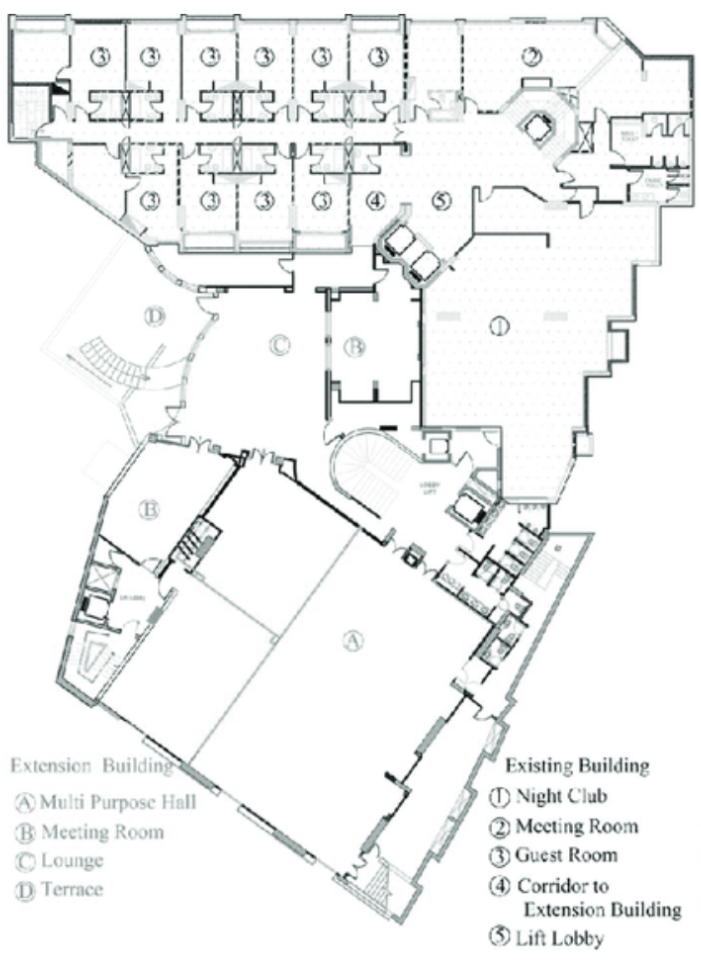 ③ ③ ③ ③ ③ ③ ②
③ ③ ③ ③ ④ ⑤
Ⓓ
Ⓒ
Ⓑ
①
LOBBY
LIFT
Ⓑ
Ⓐ
Extension Building
Ⓐ Multi Purpose Hall
Ⓑ Meeting Room
Ⓒ Lounge
Ⓓ Terrace
Existing Building
① Night Club
② Meeting Room
③ Guest Room
④ Corridor to
Extension Building
⑤ Lift Lobby